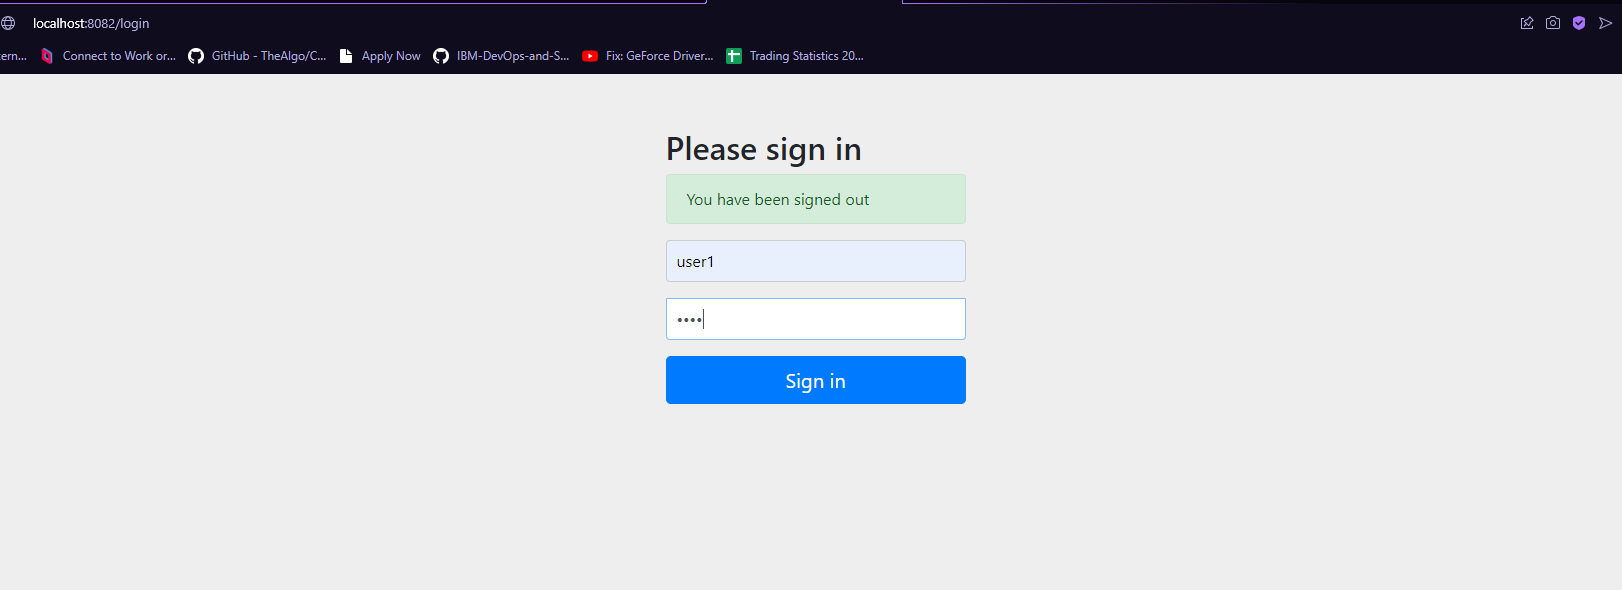 localhost:8082/login
ern... Connect to Work or... GitHub - TheAlgo/C... Apply Now IBM-DevOps-and-S... Fix: GeForce Driver... Trading Statistics 20...
Please sign in
You have been signed out
user1
••••
Sign in